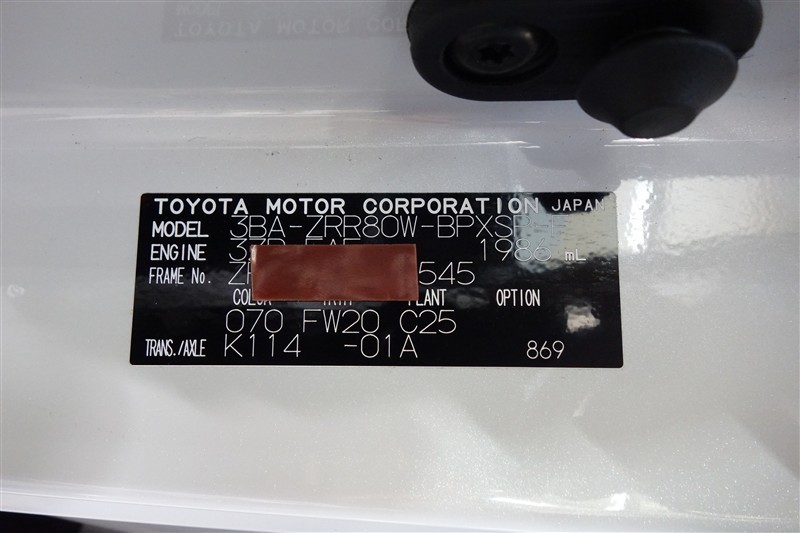 TOYOTA MOTOR CORPORATION JAPAN
MODEL 3BA-ZRR80W-BPXSP-F
ENGINE 1986 mL
FRAME No. 545
COLOR TRIM PLANT OPTION
070 FW20 C25
TRANS./AXLE K114 -01A 869